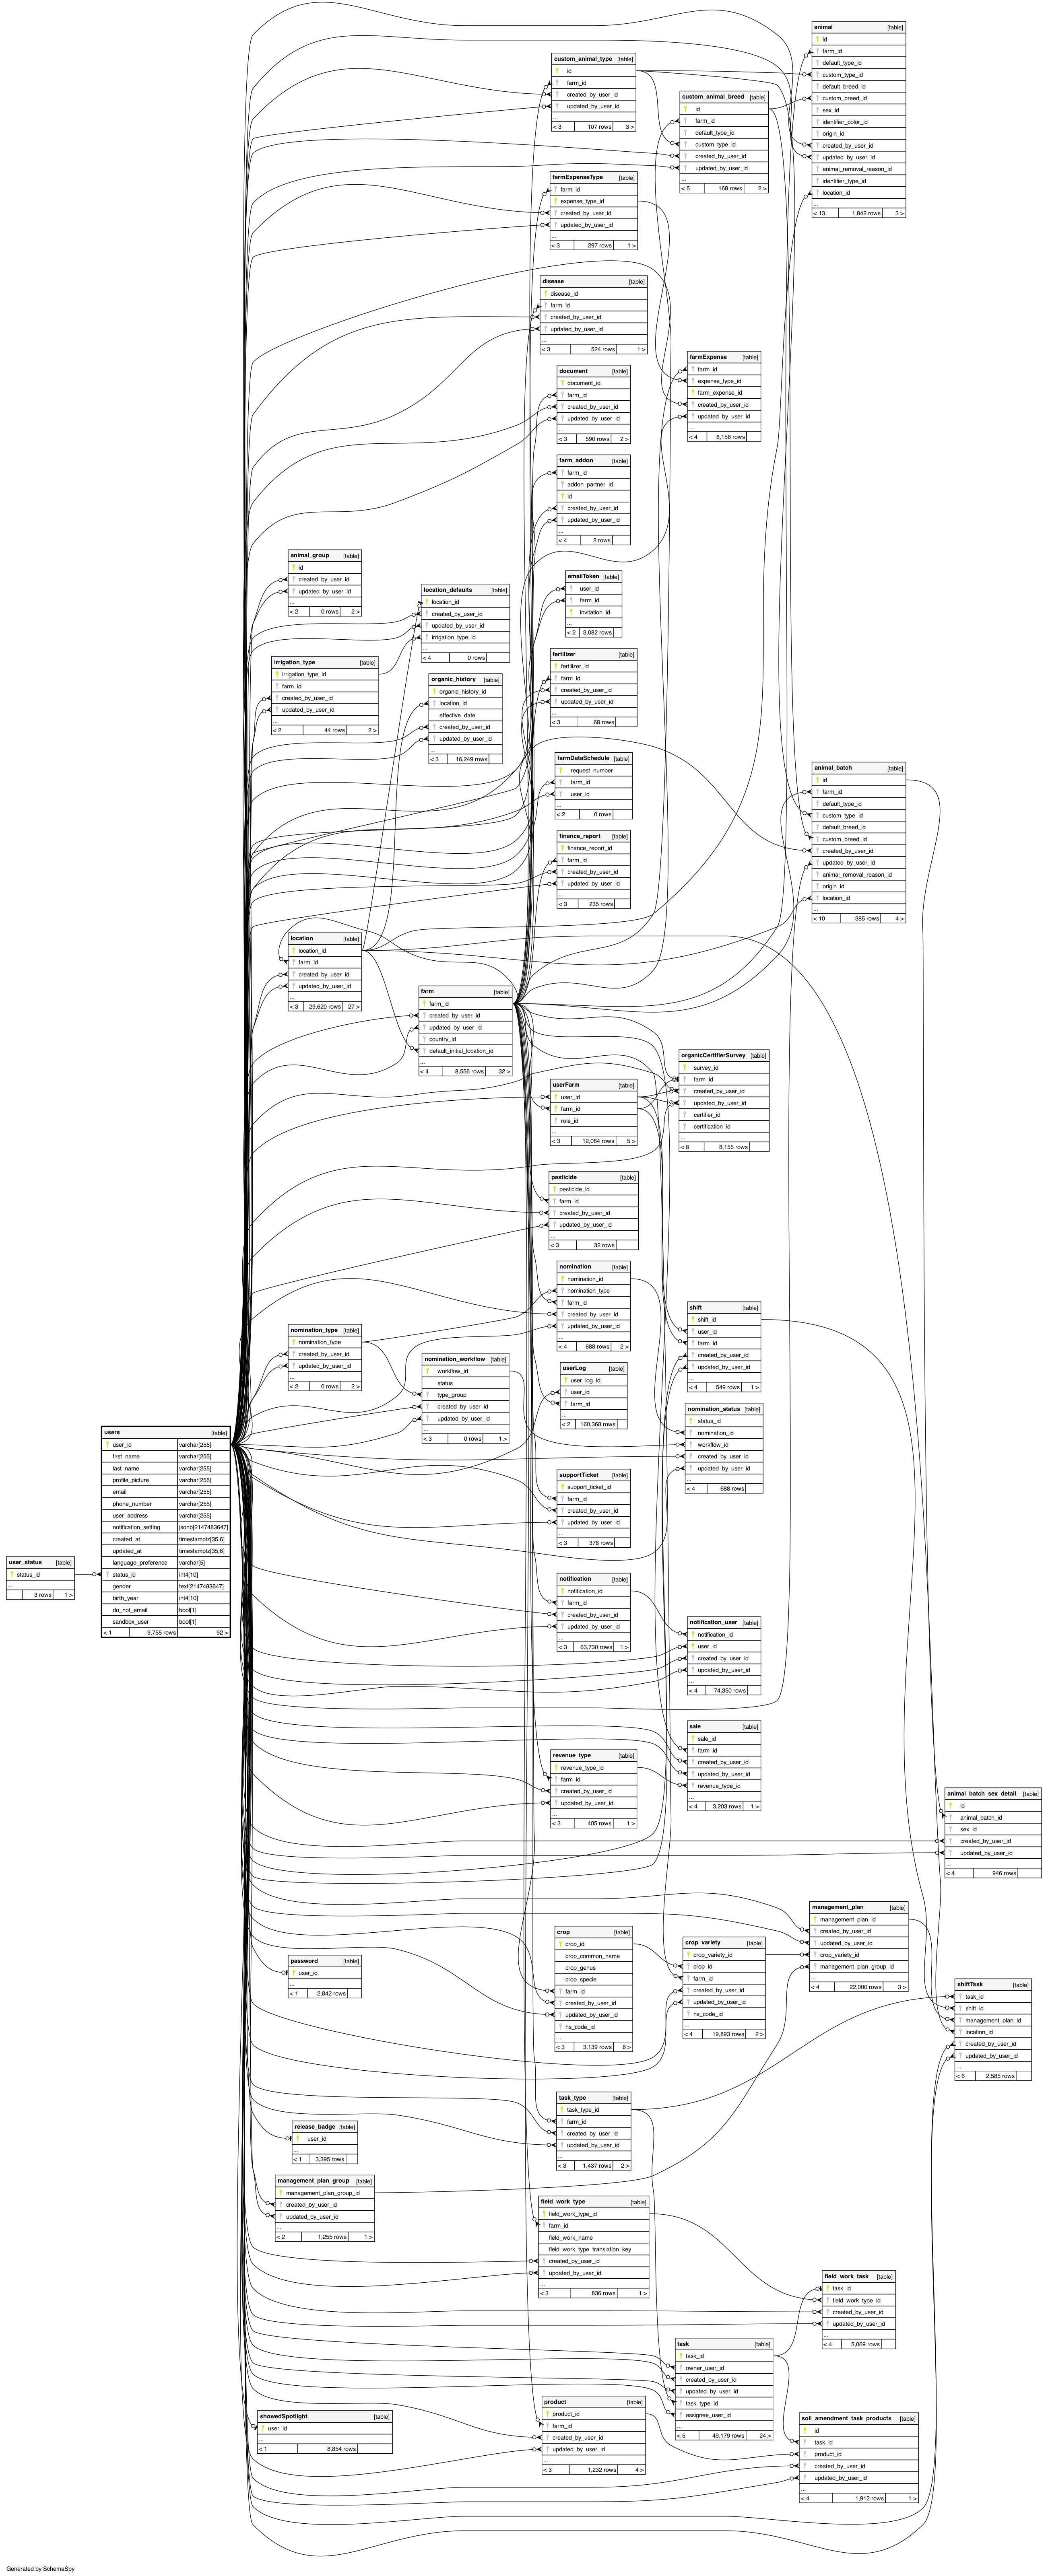 animal [table]
id
farm_id
default_type_id
custom_type_id
default_breed_id
custom_breed_id
sex_id
identifier_color_id
origin_id
created_by_user_id
updated_by_user_id
animal_removal_reason_id
identifier_type_id
location_id
...
< 13 1,842 rows 3 >
custom_animal_type [table]
id
farm_id
created_by_user_id
updated_by_user_id
...
< 3 107 rows 3 >
custom_animal_breed [table]
id
farm_id
default_type_id
custom_type_id
created_by_user_id
updated_by_user_id
...
< 5 168 rows 2 >
farmExpenseType [table]
farm_id
expense_type_id
created_by_user_id
updated_by_user_id
...
< 3 297 rows 1 >
disease [table]
disease_id
farm_id
created_by_user_id
updated_by_user_id
...
< 3 524 rows 1 >
farmExpense [table]
farm_id
expense_type_id
farm_expense_id
created_by_user_id
updated_by_user_id
...
< 4 8,156 rows
document [table]
document_id
farm_id
created_by_user_id
updated_by_user_id
...
< 3 590 rows 2 >
farm_addon [table]
farm_id
addon_partner_id
id
created_by_user_id
updated_by_user_id
...
< 4 2 rows
animal_group [table]
id
created_by_user_id
updated_by_user_id
...
< 2 0 rows 2 >
emailToken [table]
user_id
farm_id
invitation_id
...
< 2 3,082 rows
location_defaults [table]
location_id
created_by_user_id
updated_by_user_id
irrigation_type_id
...
< 4 0 rows
fertilizer [table]
fertilizer_id
farm_id
created_by_user_id
updated_by_user_id
...
< 3 68 rows
irrigation_type [table]
irrigation_type_id
farm_id
created_by_user_id
updated_by_user_id
...
< 2 44 rows 2 >
organic_history [table]
organic_history_id
location_id
effective_date
created_by_user_id
updated_by_user_id
...
< 3 16,249 rows
farmDataSchedule [table]
request_number
farm_id
user_id
...
< 2 0 rows
animal_batch [table]
id
farm_id
default_type_id
custom_type_id
default_breed_id
custom_breed_id
created_by_user_id
updated_by_user_id
animal_removal_reason_id
origin_id
location_id
...
< 10 385 rows 4 >
finance_report [table]
finance_report_id
farm_id
created_by_user_id
updated_by_user_id
...
< 3 235 rows
location [table]
location_id
farm_id
created_by_user_id
updated_by_user_id
...
< 3 29,620 rows 27 >
farm [table]
farm_id
created_by_user_id
updated_by_user_id
country_id
default_initial_location_id
...
< 4 8,556 rows 32 >
organicCertifierSurvey [table]
survey_id
farm_id
created_by_user_id
updated_by_user_id
certifier_id
certification_id
...
< 8 8,155 rows
userFarm [table]
user_id
farm_id
role_id
...
< 3 12,084 rows 5 >
pesticide [table]
pesticide_id
farm_id
created_by_user_id
updated_by_user_id
...
< 3 32 rows
nomination [table]
nomination_id
nomination_type
farm_id
created_by_user_id
updated_by_user_id
...
< 4 688 rows 2 >
shift [table]
shift_id
user_id
farm_id
created_by_user_id
updated_by_user_id
...
< 4 549 rows 1 >
nomination_type [table]
nomination_type
created_by_user_id
updated_by_user_id
...
< 2 0 rows 2 >
nomination_workflow [table]
workflow_id
status
type_group
created_by_user_id
updated_by_user_id
...
< 3 0 rows 1 >
userLog [table]
user_log_id
user_id
farm_id
...
< 2 160,368 rows
nomination_status [table]
status_id
nomination_id
workflow_id
created_by_user_id
updated_by_user_id
...
< 4 688 rows
users [table]
user_id varchar[255]
first_name varchar[255]
last_name varchar[255]
profile_picture varchar[255]
email varchar[255]
phone_number varchar[255]
user_address varchar[255]
notification_setting jsonb[2147483647]
created_at timestamptz[35,6]
updated_at timestamptz[35,6]
language_preference varchar[5]
status_id int4[10]
gender text[2147483647]
birth_year int4[10]
do_not_email bool[1]
sandbox_user bool[1]
< 1 9,755 rows 92 >
user_status [table]
status_id
...
3 rows 1 >
supportTicket [table]
support_ticket_id
farm_id
created_by_user_id
updated_by_user_id
...
< 3 378 rows
notification [table]
notification_id
farm_id
created_by_user_id
updated_by_user_id
...
< 3 63,730 rows 1 >
notification_user [table]
notification_id
user_id
created_by_user_id
updated_by_user_id
...
< 4 74,350 rows
sale [table]
sale_id
farm_id
created_by_user_id
updated_by_user_id
revenue_type_id
...
< 4 3,203 rows 1 >
revenue_type [table]
revenue_type_id
farm_id
created_by_user_id
updated_by_user_id
...
< 3 405 rows 1 >
animal_batch_sex_detail [table]
id
animal_batch_id
sex_id
created_by_user_id
updated_by_user_id
...
< 4 946 rows
management_plan [table]
management_plan_id
created_by_user_id
updated_by_user_id
crop_variety_id
management_plan_group_id
...
< 4 22,000 rows 3 >
crop [table]
crop_id
crop_common_name
crop_genus
crop_specie
farm_id
created_by_user_id
updated_by_user_id
hs_code_id
...
< 3 3,139 rows 6 >
crop_variety [table]
crop_variety_id
crop_id
farm_id
created_by_user_id
updated_by_user_id
hs_code_id
...
< 4 19,893 rows 2 >
password [table]
user_id
...
< 1 2,842 rows
shiftTask [table]
task_id
shift_id
management_plan_id
location_id
created_by_user_id
updated_by_user_id
...
< 6 2,585 rows
task_type [table]
task_type_id
farm_id
created_by_user_id
updated_by_user_id
...
< 3 1,437 rows 2 >
release_badge [table]
user_id
...
< 1 3,395 rows
management_plan_group [table]
management_plan_group_id
created_by_user_id
updated_by_user_id
...
< 2 1,255 rows 1 >
field_work_type [table]
field_work_type_id
farm_id
field_work_name
field_work_type_translation_key
created_by_user_id
updated_by_user_id
...
< 3 836 rows 1 >
field_work_task [table]
task_id
field_work_type_id
created_by_user_id
updated_by_user_id
...
< 4 5,069 rows
task [table]
task_id
owner_user_id
created_by_user_id
updated_by_user_id
task_type_id
assignee_user_id
...
< 5 49,179 rows 24 >
product [table]
product_id
farm_id
created_by_user_id
updated_by_user_id
...
< 3 1,232 rows 4 >
showedSpotlight [table]
user_id
...
< 1 8,854 rows
soil_amendment_task_products [table]
id
task_id
product_id
created_by_user_id
updated_by_user_id
...
< 4 1,912 rows 1 >
Generated by SchemaSpy